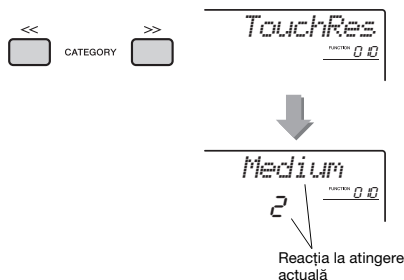 << >>
CATEGORY
TouchRes
FUNCTION 010
Medium
FUNCTION 010
2
Reacția la atingere
actuală